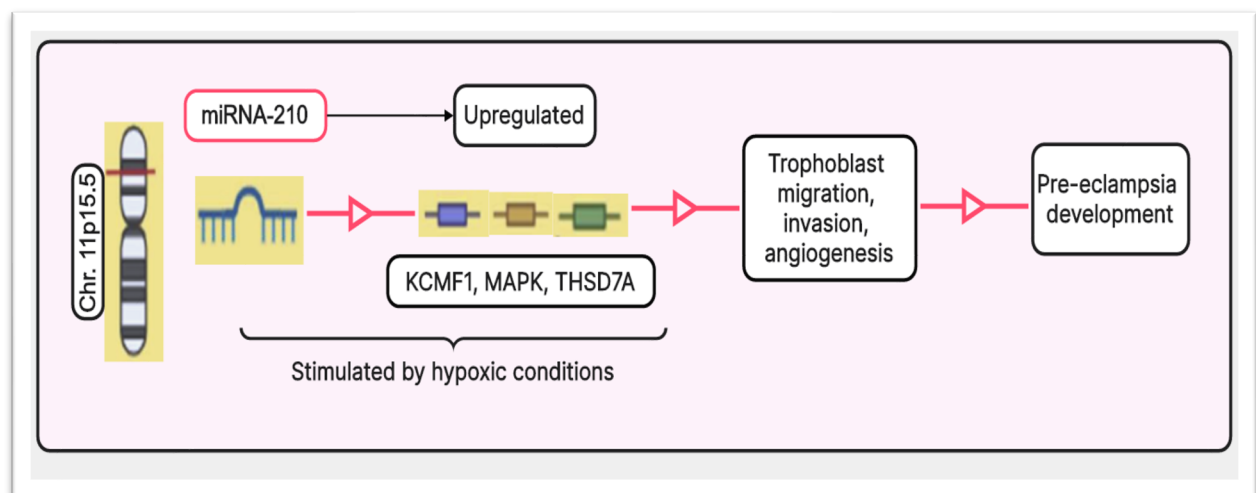 miRNA-210
Upregulated
Chr. 11p15.5
KCMF1, MAPK, THSD7A
Stimulated by hypoxic conditions
Trophoblast
migration,
invasion,
angiogenesis
Pre-eclampsia
development